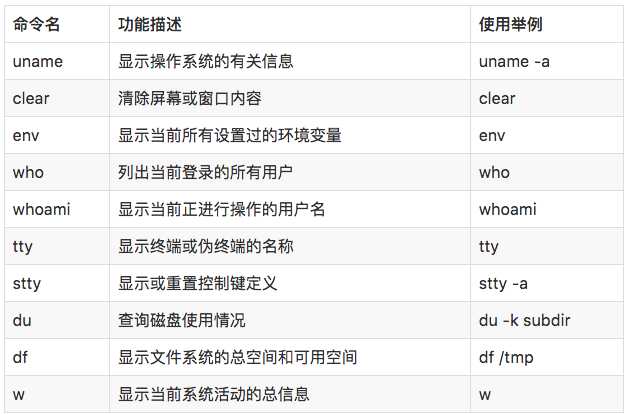 命令名 功能描述 使用举例
uname 显示操作系统的有关信息 uname -a
clear 清除屏幕或窗口内容 clear
env 显示当前所有设置过的环境变量 env
who 列出当前登录的所有用户 who
whoami 显示当前正进行操作的用户名 whoami
tty 显示终端或伪终端的名称 tty
stty 显示或重置控制键定义 stty -a
du 查询磁盘使用情况 du -k subdir
df 显示文件系统的总空间和可用空间 df /tmp
w 显示当前系统活动的总信息 w